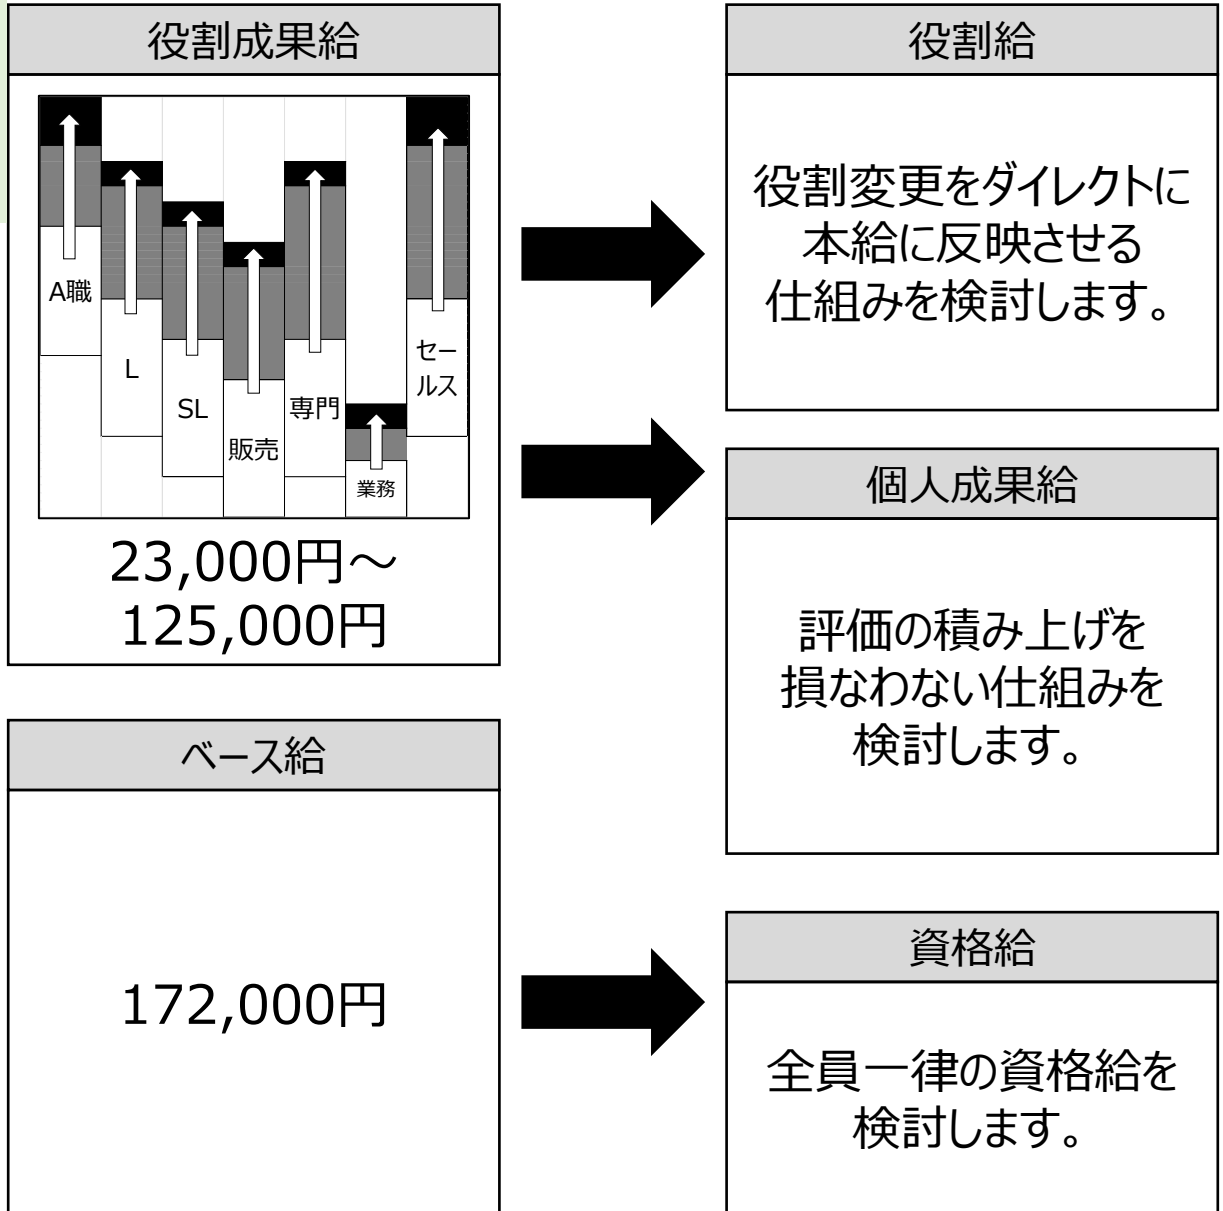 役割成果給
A職
L
SL
販売
専門
業務
セー
ルス
23,000円～
125,000円
ベース給
172,000円
役割給
役割変更をダイレクトに
本給に反映させる
仕組みを検討します。
個人成果給
評価の積み上げを
損なわない仕組みを
検討します。
資格給
全員一律の資格給を
検討します。